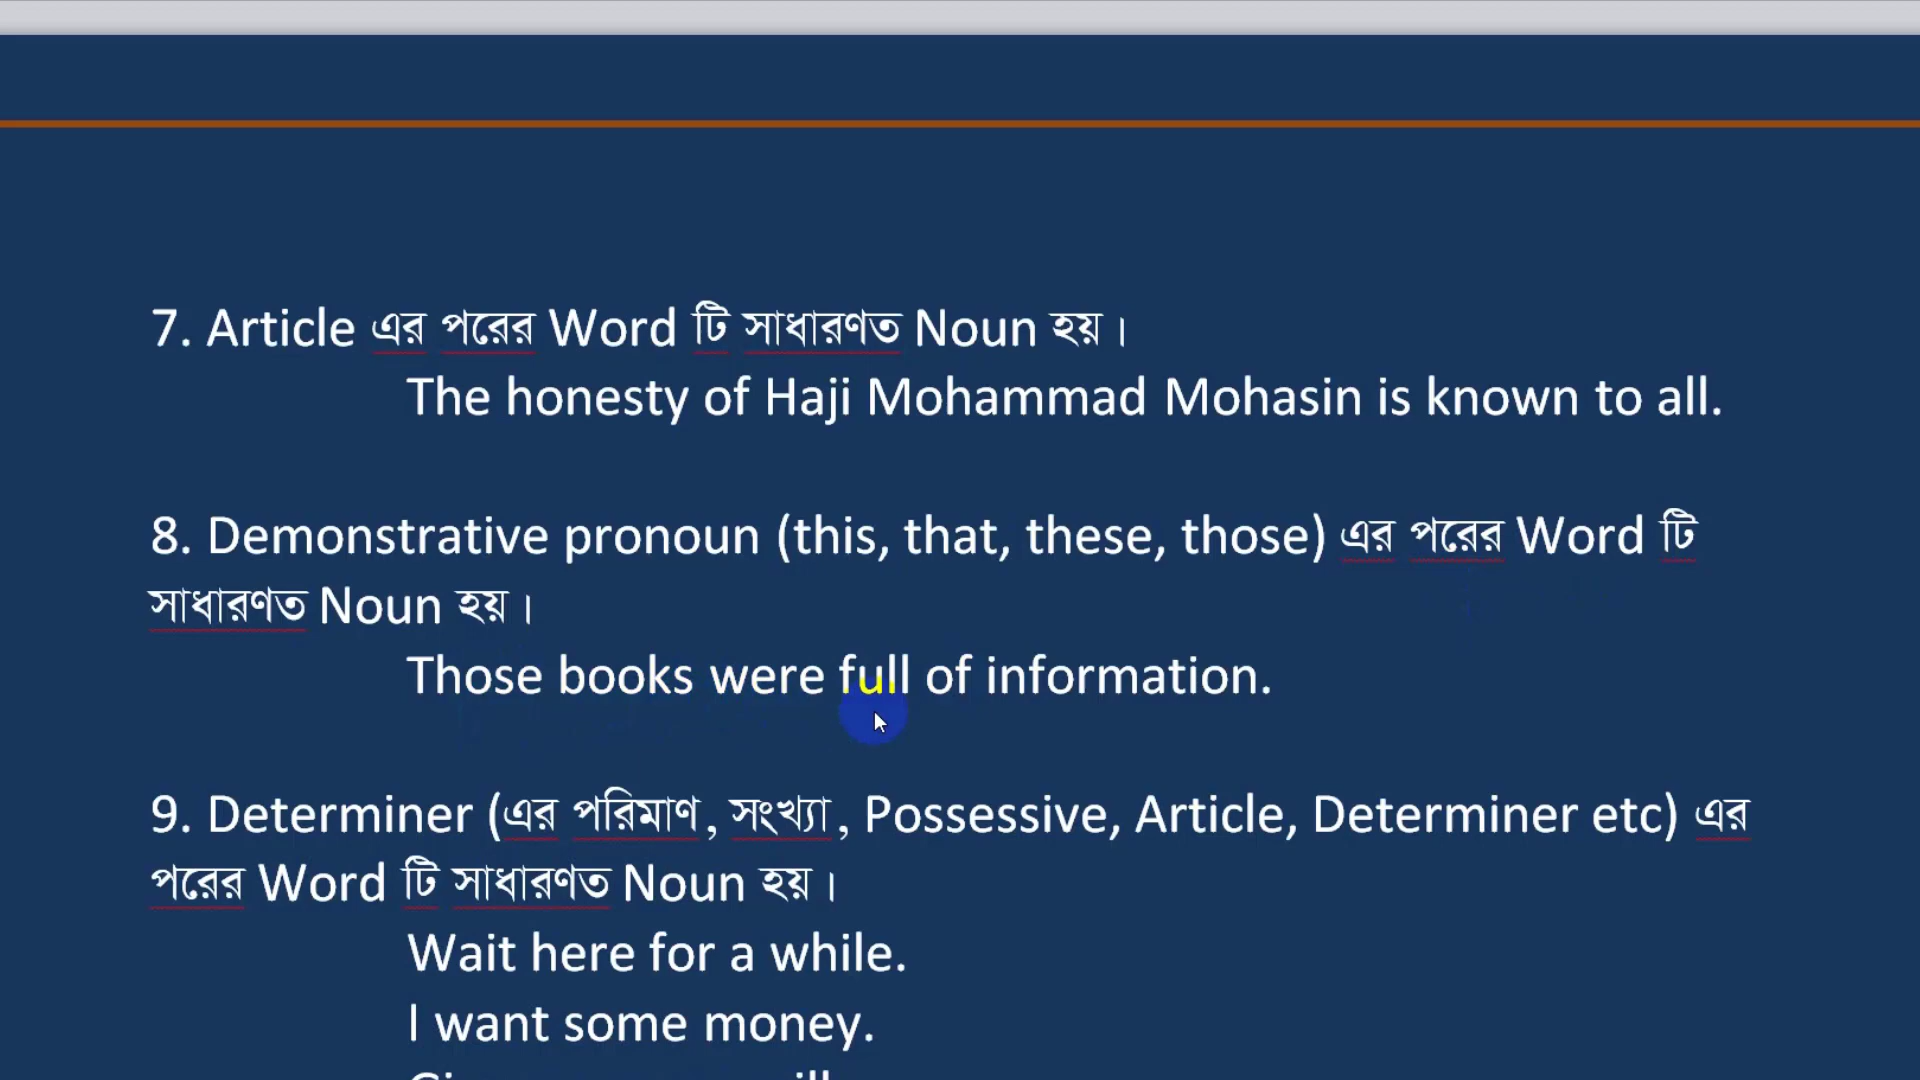 7. Article এর পরের Word টি সাধারণত Noun হয়।
The honesty of Haji Mohammad Mohasin is known to all.
8. Demonstrative pronoun (this, that, these, those) এর পরের Word টি
সাধারণত Noun হয়।
Those books were full of information.
9. Determiner (এর পরিমাণ, সংখ্যা, Possessive, Article, Determiner etc) এর
পরের Word টি সাধারণত Noun হয়।
Wait here for a while.
I want some money.